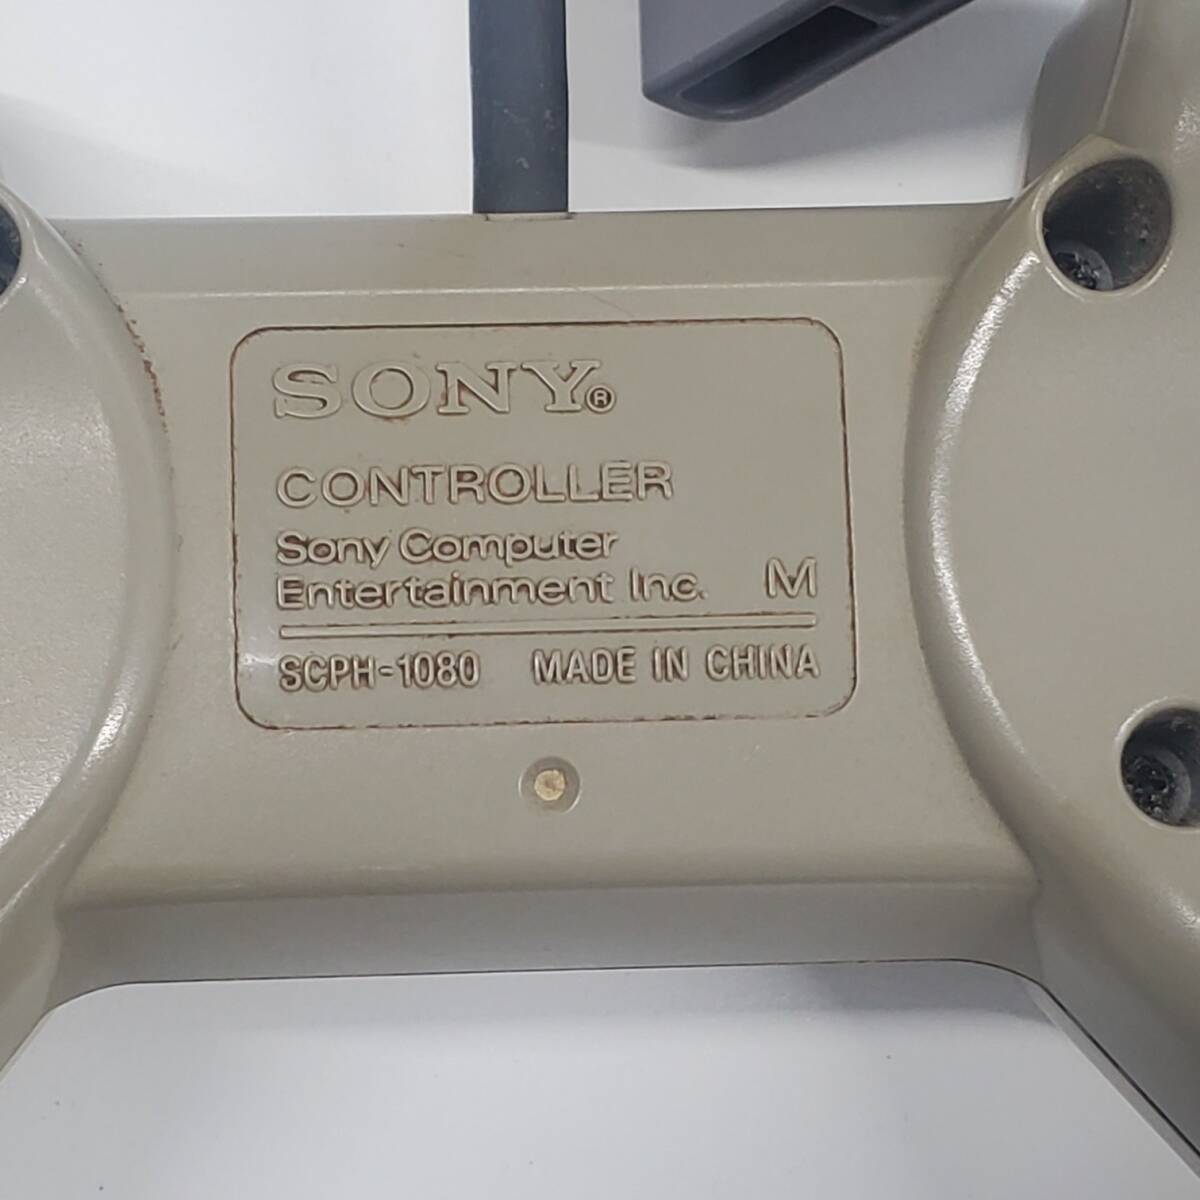 SONY®
CONTROLLER
Sony Computer
Entertainment Inc. M
SCPH-1080 MADE IN CHINA